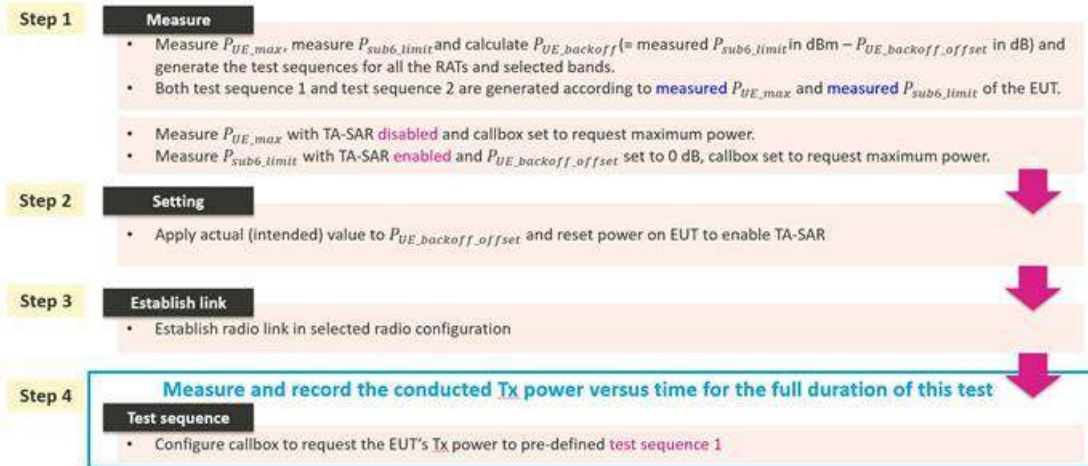 Step 1
Measure
• Measure P_UE_max, measure P_sub6_limit and calculate P_UE_backoff (= measured P_sub6_limit in dBm – P_UE_backoff_offset in dB) and
generate the test sequences for all the RATs and selected bands.
• Both test sequence 1 and test sequence 2 are generated according to measured P_UE_max and measured P_sub6_limit of the EUT.
• Measure P_UE_max with TA-SAR disabled and callbox set to request maximum power.
• Measure P_sub6_limit with TA-SAR enabled and P_UE_backoff_offset set to 0 dB, callbox set to request maximum power.
Step 2
Setting
• Apply actual (intended) value to P_UE_backoff_offset and reset power on EUT to enable TA-SAR
Step 3
Establish link
• Establish radio link in selected radio configuration
Step 4
Measure and record the conducted Tx power versus time for the full duration of this test
Test sequence
• Configure callbox to request the EUT's Tx power to pre-defined test sequence 1